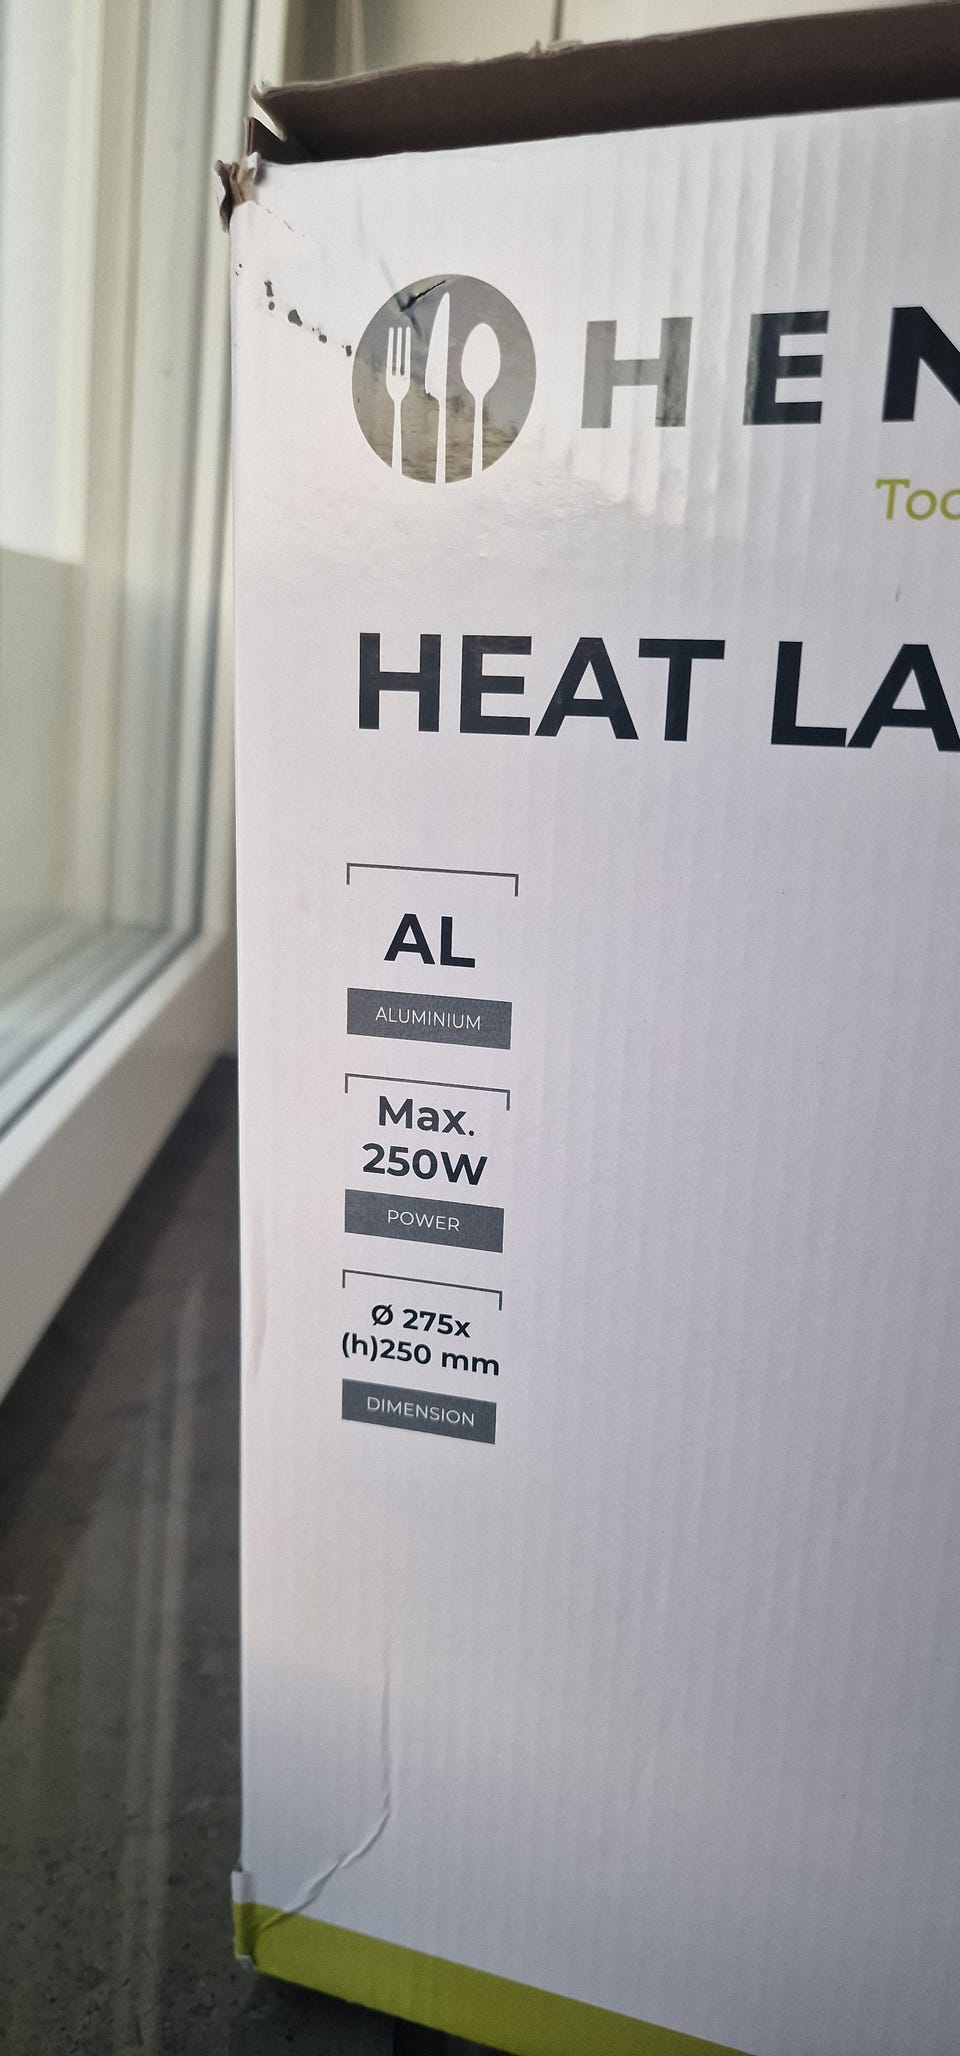 HEN
Too
HEAT LA
AL
ALUMINIUM
Max.
250W
POWER
Ø 275x
(h)250 mm
DIMENSION